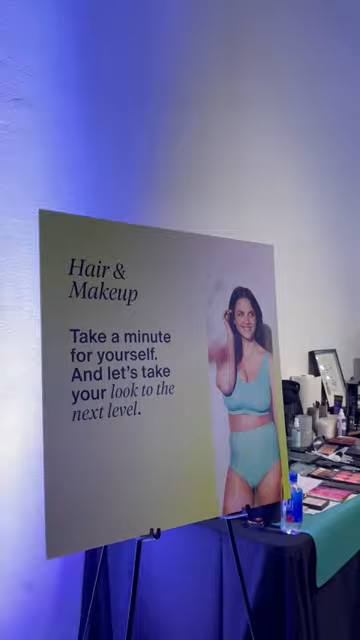 Hair &
Makeup
Take a minute
for yourself.
And let's take
your look to the
next level.